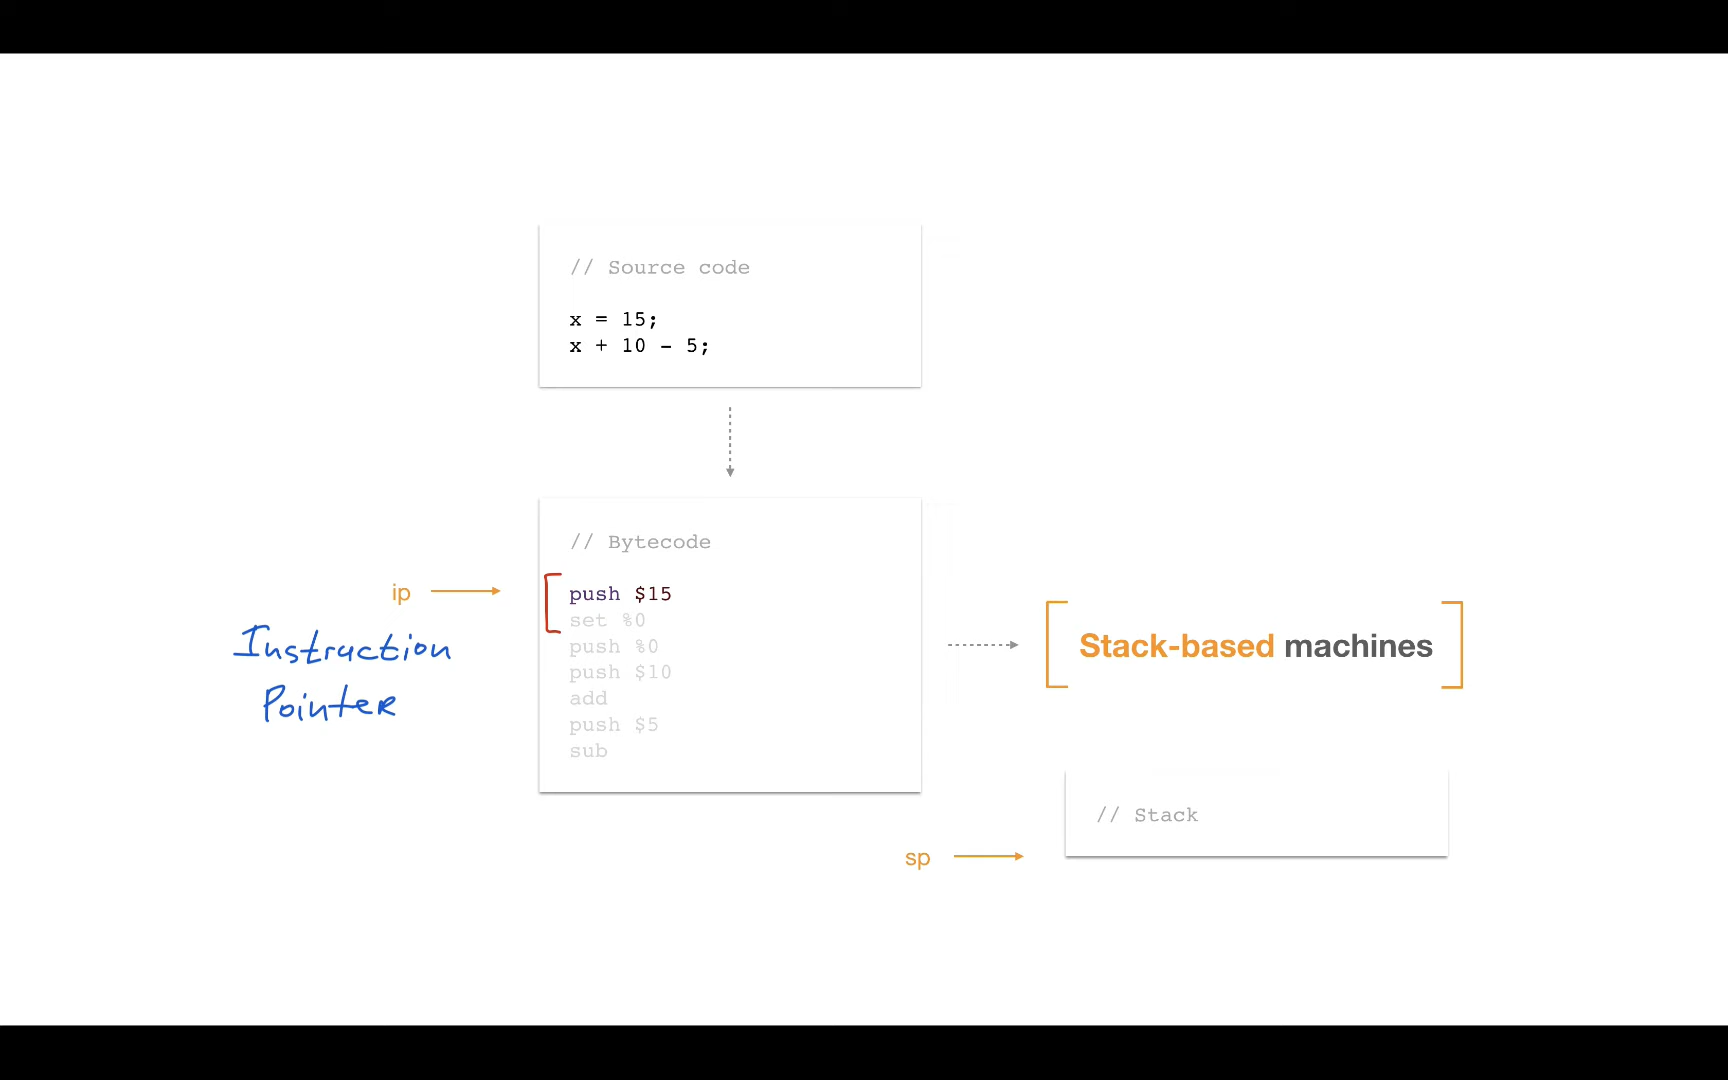 // Source code
x = 15;
x + 10 - 5;
// Bytecode
ip
push $15
set %0
push %0
push $10
add
push $5
sub
Instruction
Pointer
Stack-based machines
// Stack
sp